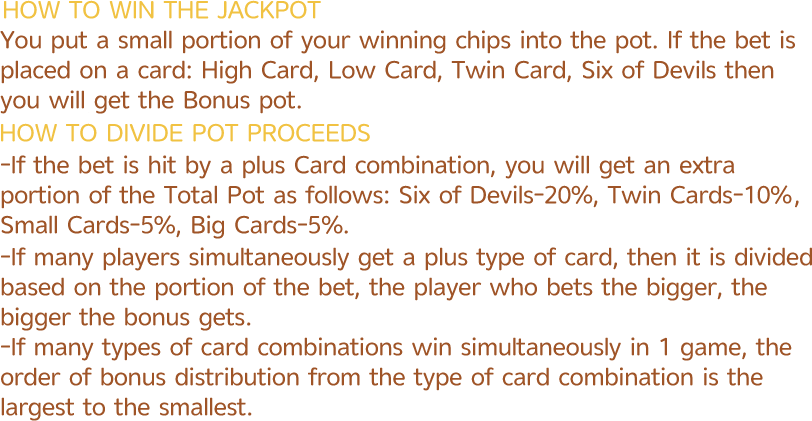 HOW TO WIN THE JACKPOT
You put a small portion of your winning chips into the pot. If the bet is
placed on a card: High Card, Low Card, Twin Card, Six of Devils then
you will get the Bonus pot.
HOW TO DIVIDE POT PROCEEDS
-If the bet is hit by a plus Card combination, you will get an extra
portion of the Total Pot as follows: Six of Devils-20%, Twin Cards-10%,
Small Cards-5%, Big Cards-5%.
-If many players simultaneously get a plus type of card, then it is divided
based on the portion of the bet, the player who bets the bigger, the
bigger the bonus gets.
-If many types of card combinations win simultaneously in 1 game, the
order of bonus distribution from the type of card combination is the
largest to the smallest.